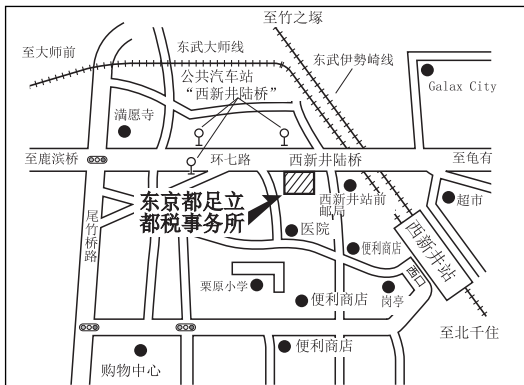 至竹之塚
至大师前
东武大师线
东武伊勢崎线
公共汽车站
“西新井陆桥”
Galax City
满愿寺
至鹿滨桥
环七路
西新井陆桥
至龟有
东京都足立
都税事务所
西新井站前
邮局
超市
尾竹桥路
医院
便利商店
西新井站
西口
栗原小学
便利商店
岗亭
至北千住
便利商店
购物中心